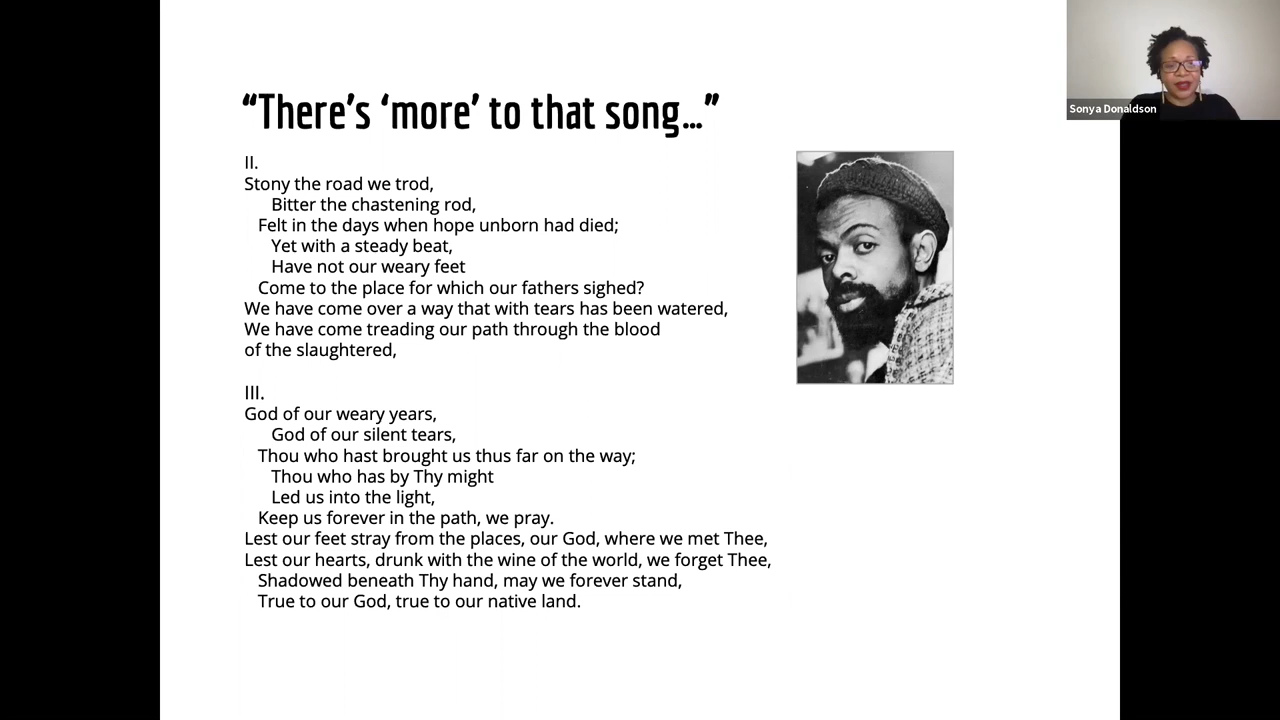 “There’s ‘more’ to that song...”
Sonya Donaldson
II.
Stony the road we trod,
Bitter the chastening rod,
Felt in the days when hope unborn had died;
Yet with a steady beat,
Have not our weary feet
Come to the place for which our fathers sighed?
We have come over a way that with tears has been watered,
We have come treading our path through the blood
of the slaughtered,
III.
God of our weary years,
God of our silent tears,
Thou who hast brought us thus far on the way;
Thou who has by Thy might
Led us into the light,
Keep us forever in the path, we pray.
Lest our feet stray from the places, our God, where we met Thee,
Lest our hearts, drunk with the wine of the world, we forget Thee,
Shadowed beneath Thy hand, may we forever stand,
True to our God, true to our native land.